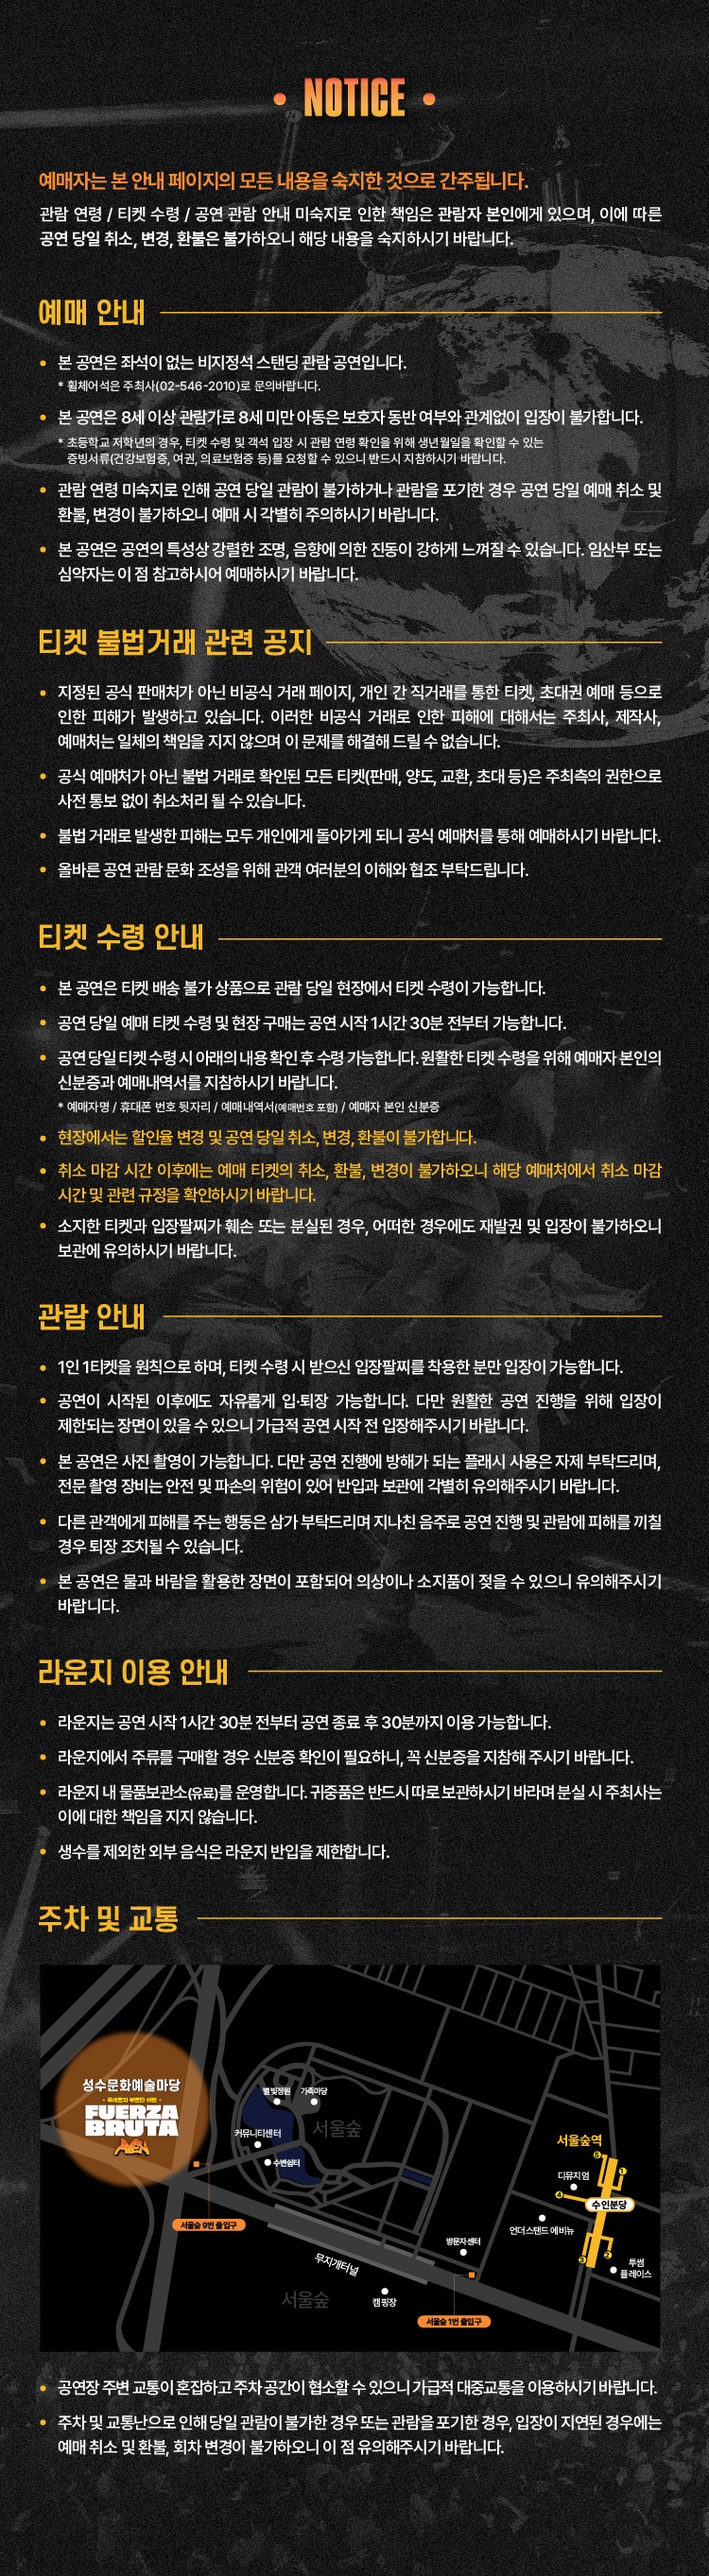 NOTICE
예매자는 본 안내 페이지의 모든 내용을 숙지한 것으로 간주됩니다.
관람 연령 / 티켓 수령 / 공연 관람 안내 미숙지로 인한 책임은 관람자 본인에게 있으며, 이에 따른
공연 당일 취소, 변경, 환불은 불가하오니 해당 내용을 숙지하시기 바랍니다.
예매 안내
• 본 공연은 좌석이 없는 비지정석 스탠딩 관람 공연입니다.
* 휠체어석은 주최사(02-546-2010)로 문의바랍니다.
• 본 공연은 8세 이상 관람가로 8세 미만 아동은 보호자 동반 여부와 관계없이 입장이 불가합니다.
* 초등학교 저학년의 경우, 티켓 수령 및 객석 입장 시 관람 연령 확인을 위해 생년월일을 확인할 수 있는
증빙서류(건강보험증, 여권, 의료보험증 등)를 요청할 수 있으니 반드시 지참하시기 바랍니다.
• 관람 연령 미숙지로 인해 공연 당일 관람이 불가하거나 관람을 포기한 경우 공연 당일 예매 취소 및
환불, 변경이 불가하오니 예매 시 각별히 주의하시기 바랍니다.
• 본 공연은 공연의 특성상 강렬한 조명, 음향에 의한 진동이 강하게 느껴질 수 있습니다. 임산부 또는
심약자는 이 점 참고하시어 예매하시기 바랍니다.
티켓 불법거래 관련 공지
• 지정된 공식 판매처가 아닌 비공식 거래 페이지, 개인 간 직거래를 통한 티켓, 초대권 예매 등으로
인한 피해가 발생하고 있습니다. 이러한 비공식 거래로 인한 피해에 대해서는 주최사, 제작사,
예매처는 일체의 책임을 지지 않으며 이 문제를 해결해 드릴 수 없습니다.
• 공식 예매처가 아닌 불법 거래로 확인된 모든 티켓(판매, 양도, 교환, 초대 등)은 주최측의 권한으로
사전 통보 없이 취소처리 될 수 있습니다.
• 불법 거래로 발생한 피해는 모두 개인에게 돌아가게 되니 공식 예매처를 통해 예매하시기 바랍니다.
• 올바른 공연 관람 문화 조성을 위해 관객 여러분의 이해와 협조 부탁드립니다.
티켓 수령 안내
• 본 공연은 티켓 배송 불가 상품으로 관람 당일 현장에서 티켓 수령이 가능합니다.
• 공연 당일 예매 티켓 수령 및 현장 구매는 공연 시작 1시간 30분 전부터 가능합니다.
• 공연 당일 티켓 수령 시 아래의 내용 확인 후 수령 가능합니다. 원활한 티켓 수령을 위해 예매자 본인의
신분증과 예매내역서를 지참하시기 바랍니다.
* 예매자명 / 휴대폰 번호 뒷자리 / 예매내역서(예매번호 포함) / 예매자 본인 신분증
• 현장에서는 할인율 변경 및 공연 당일 취소, 변경, 환불이 불가합니다.
• 취소 마감 시간 이후에는 예매 티켓의 취소, 환불, 변경이 불가하오니 해당 예매처에서 취소 마감
시간 및 관련 규정을 확인하시기 바랍니다.
• 소지한 티켓과 입장팔찌가 훼손 또는 분실된 경우, 어떠한 경우에도 재발권 및 입장이 불가하오니
보관에 유의하시기 바랍니다.
관람 안내
• 1인 1티켓을 원칙으로 하며, 티켓 수령 시 받으신 입장팔찌를 착용한 분만 입장이 가능합니다.
• 공연이 시작된 이후에도 자유롭게 입·퇴장 가능합니다. 다만 원활한 공연 진행을 위해 입장이
제한되는 장면이 있을 수 있으니 가급적 공연 시작 전 입장해주시기 바랍니다.
• 본 공연은 사진 촬영이 가능합니다. 다만 공연 진행에 방해가 되는 플래시 사용은 자제 부탁드리며,
전문 촬영 장비는 안전 및 파손의 위험이 있어 반입과 보관에 각별히 유의해주시기 바랍니다.
• 다른 관객에게 피해를 주는 행동은 삼가 부탁드리며 지나친 음주로 공연 진행 및 관람에 피해를 끼칠
경우 퇴장 조치될 수 있습니다.
• 본 공연은 물과 바람을 활용한 장면이 포함되어 의상이나 소지품이 젖을 수 있으니 유의해주시기
바랍니다.
라운지 이용 안내
• 라운지는 공연 시작 1시간 30분 전부터 공연 종료 후 30분까지 이용 가능합니다.
• 라운지에서 주류를 구매할 경우 신분증 확인이 필요하니, 꼭 신분증을 지참해 주시기 바랍니다.
• 라운지 내 물품보관소(유료)를 운영합니다. 귀중품은 반드시 따로 보관하시기 바라며 분실 시 주최사는
이에 대한 책임을 지지 않습니다.
• 생수를 제외한 외부 음식은 라운지 반입을 제한합니다.
주차 및 교통
성수문화예술마당
FUERZA
BRUTA
AVEN
별빛정원
가족마당
서울숲
커뮤니티센터
수변쉼터
서울숲 9번 출입구
무지개터널
서울숲
캠핑장
방문자센터
서울숲 1번 출입구
서울숲역
디뮤지엄
5
1
4
수인분당
언더스탠드 에비뉴
3
2
투썸
플레이스
• 공연장 주변 교통이 혼잡하고 주차 공간이 협소할 수 있으니 가급적 대중교통을 이용하시기 바랍니다.
• 주차 및 교통난으로 인해 당일 관람이 불가한 경우 또는 관람을 포기한 경우, 입장이 지연된 경우에는
예매 취소 및 환불, 회차 변경이 불가하오니 이 점 유의해주시기 바랍니다.